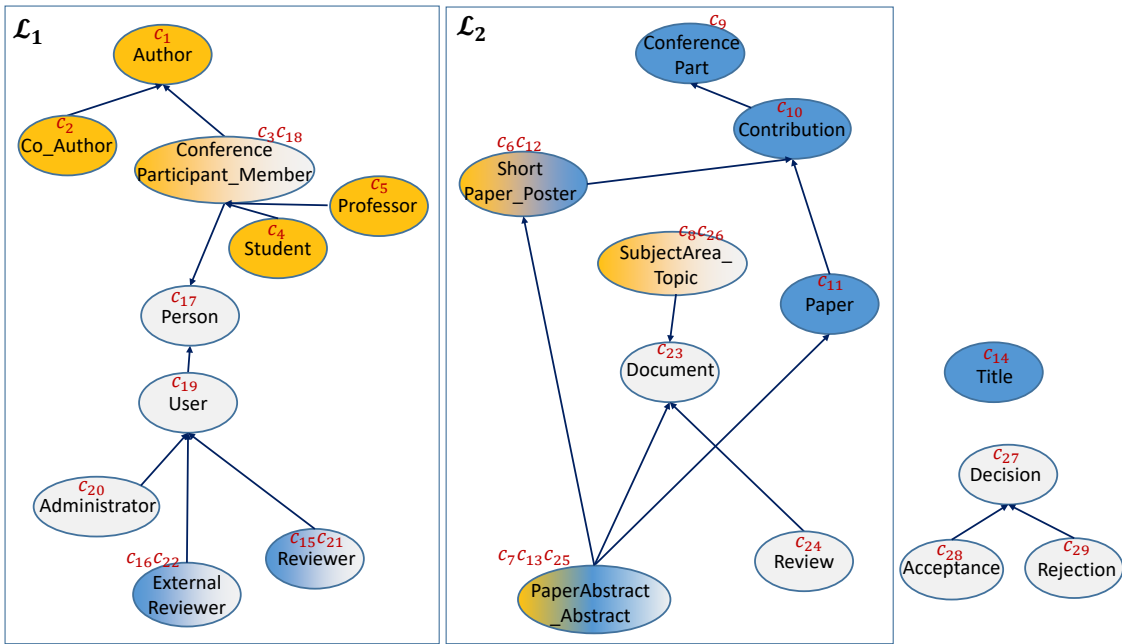 ℒ₁
c₁
Author
c₂
Co_Author
c₃c₁₈
Conference
Participant_Member
c₅
Professor
c₄
Student
c₁₇
Person
c₁₉
User
c₂₀
Administrator
c₁₆c₂₂
External
Reviewer
c₁₅c₂₁
Reviewer
ℒ₂
c₉
Conference
Part
c₁₀
Contribution
c₆c₁₂
Short
Paper_Poster
c₈c₂₆
SubjectArea_
Topic
c₁₁
Paper
c₂₃
Document
c₂₄
Review
c₇c₁₃c₂₅
PaperAbstract
_Abstract
c₁₄
Title
c₂₇
Decision
c₂₈
Acceptance
c₂₉
Rejection